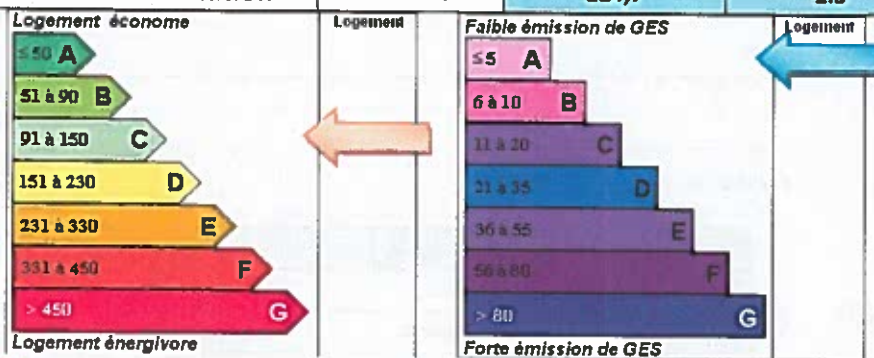 Logement économe
Logement
≤ 50 A
51 à 90 B
91 à 150 C
151 à 230 D
231 à 330 E
331 à 450 F
> 450 G
Logement énergivore
Faible émission de GES
Logement
≤5 A
6 à 10 B
11 à 20 C
21 à 35 D
36 à 55 E
56 à 80 F
> 80 G
Forte émission de GES